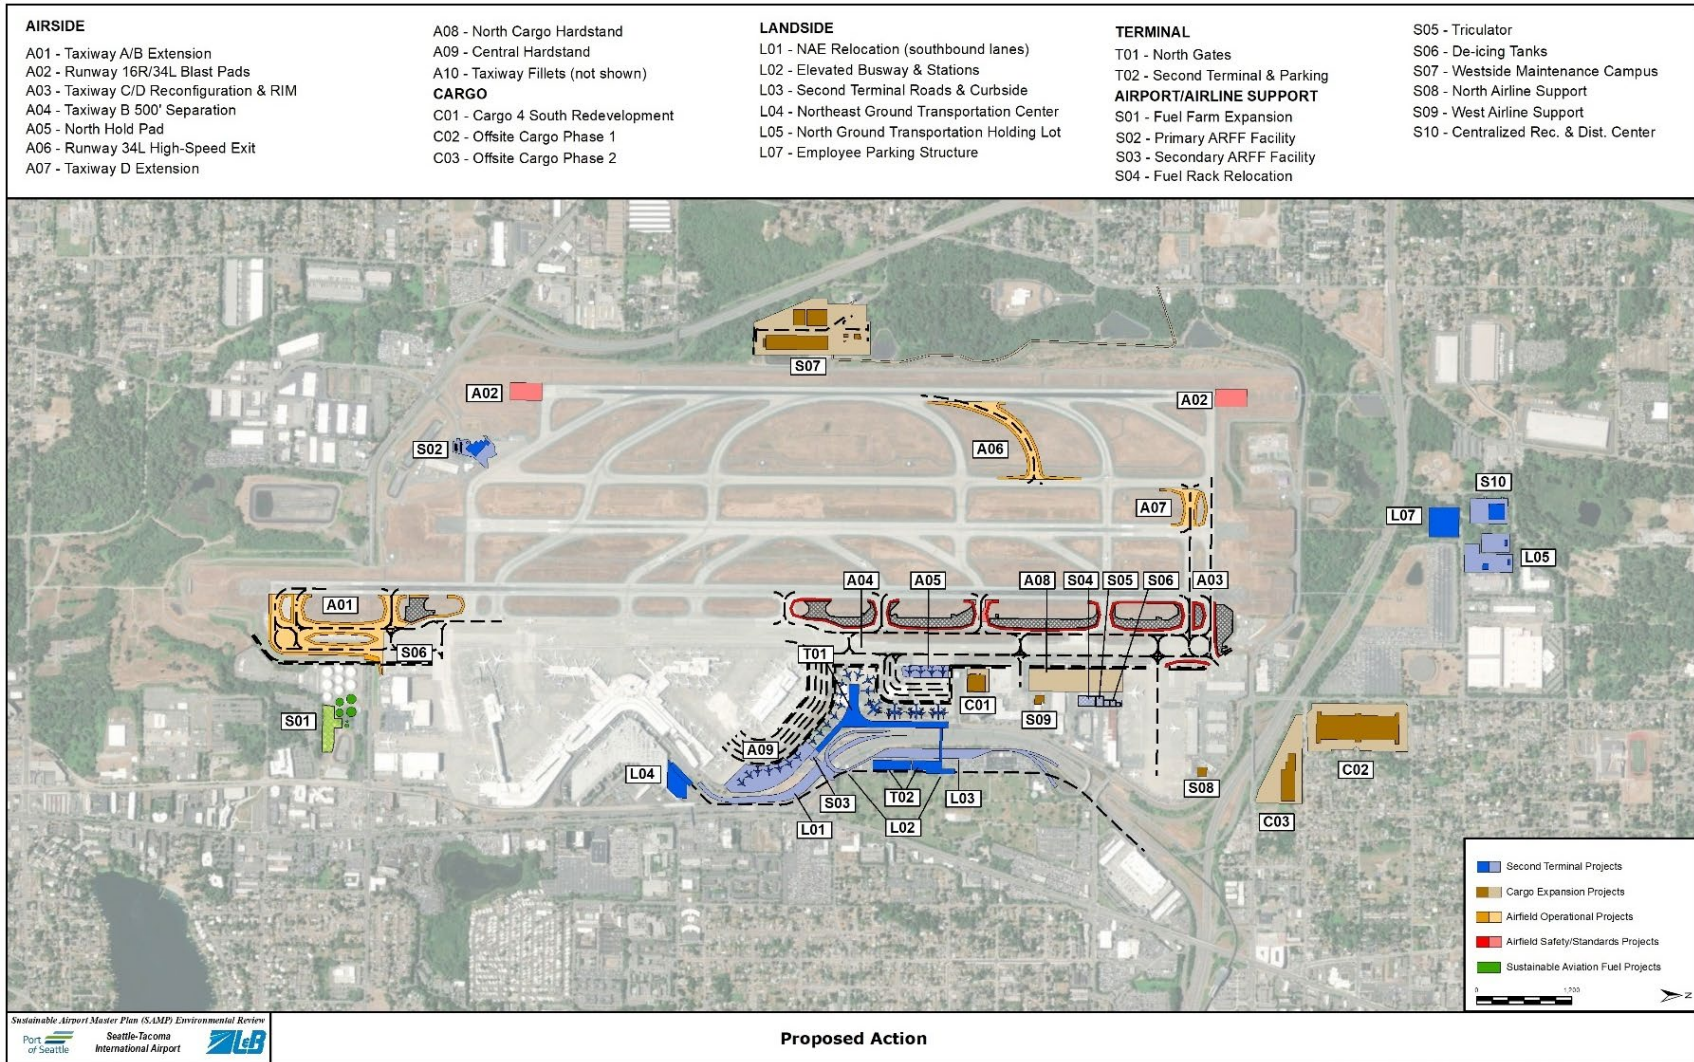 AIRSIDE
A01 - Taxiway A/B Extension
A02 - Runway 16R/34L Blast Pads
A03 - Taxiway C/D Reconfiguration & RIM
A04 - Taxiway B 500' Separation
A05 - North Hold Pad
A06 - Runway 34L High-Speed Exit
A07 - Taxiway D Extension
A08 - North Cargo Hardstand
A09 - Central Hardstand
A10 - Taxiway Fillets (not shown)
CARGO
C01 - Cargo 4 South Redevelopment
C02 - Offsite Cargo Phase 1
C03 - Offsite Cargo Phase 2
LANDSIDE
L01 - NAE Relocation (southbound lanes)
L02 - Elevated Busway & Stations
L03 - Second Terminal Roads & Curbside
L04 - Northeast Ground Transportation Center
L05 - North Ground Transportation Holding Lot
L07 - Employee Parking Structure
TERMINAL
T01 - North Gates
T02 - Second Terminal & Parking
AIRPORT/AIRLINE SUPPORT
S01 - Fuel Farm Expansion
S02 - Primary ARFF Facility
S03 - Secondary ARFF Facility
S04 - Fuel Rack Relocation
S05 - Triculator
S06 - De-icing Tanks
S07 - Westside Maintenance Campus
S08 - North Airline Support
S09 - West Airline Support
S10 - Centralized Rec. & Dist. Center
S07
A02
A02
S02
A06
A07
S10
L07
L05
A01
A04
A05
A08
S04
S05
S06
A03
S06
T01
S01
C01
S09
A09
L04
S03
T02
L03
S08
C02
C03
L01
L02
Second Terminal Projects
Cargo Expansion Projects
Airfield Operational Projects
Airfield Safety/Standards Projects
Sustainable Aviation Fuel Projects
0 1,200
N
Sustainable Airport Master Plan (SAMP) Environmental Review
Port of Seattle
Seattle-Tacoma
International Airport
L&B
Proposed Action